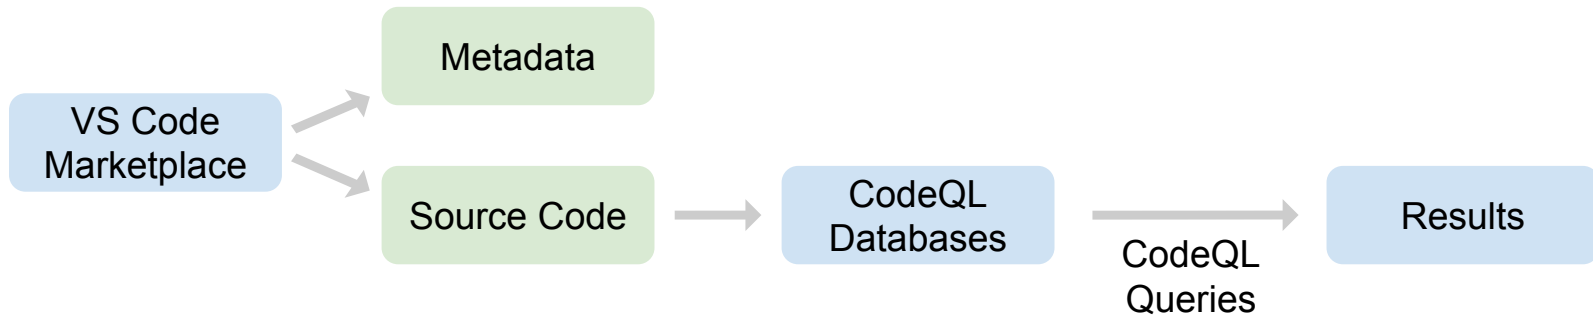 Metadata
VS Code
Marketplace
Source Code
CodeQL
Databases
CodeQL
Queries
Results